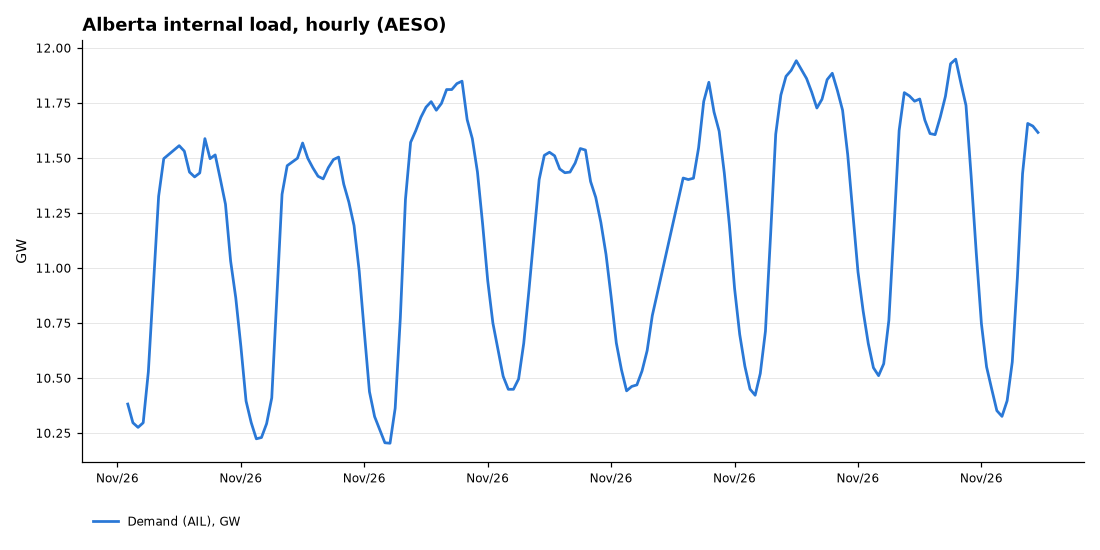 Alberta internal load, hourly (AESO)
12.00
11.75
11.50
11.25
11.00
10.75
10.50
10.25
GW
Nov/26 Nov/26 Nov/26 Nov/26 Nov/26 Nov/26 Nov/26 Nov/26
Demand (AIL), GW